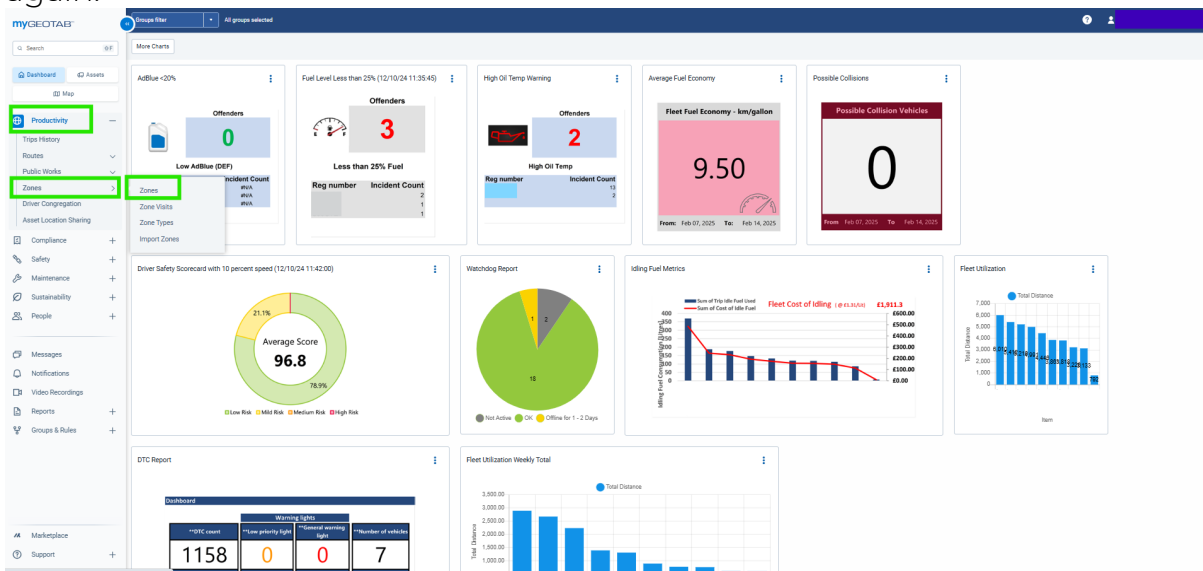 again.
myGEOTAB
Groups filter
All groups selected
Search
More Charts
Dashboard
Assets
Map
Productivity
Trips History
Routes
Public Works
Zones
Driver Congregation
Asset Location Sharing
Compliance
Safety
Maintenance
Sustainability
People
Messages
Notifications
Video Recordings
Reports
Groups & Rules
Marketplace
Support
Zones
Zone Visits
Zone Types
Import Zones
AdBlue <20%
Offenders
0
Low AdBlue (DEF)
Incident Count
#N/A
#N/A
#N/A
Fuel Level Less than 25% (12/10/24 11:35:45)
Offenders
E F
3
Less than 25% Fuel
Reg number Incident Count
2
1
1
High Oil Temp Warning
Offenders
2
High Oil Temp
Reg number Incident Count
13
2
Average Fuel Economy
Fleet Fuel Economy - km/gallon
9.50
From: Feb 07, 2025 To: Feb 14, 2025
Possible Collisions
Possible Collision Vehicles
0
From Feb 07, 2025 To Feb 14, 2025
Driver Safety Scorecard with 10 percent speed (12/10/24 11:42:00)
21.1%
Average Score
96.8
78.9%
Low Risk Mild Risk Medium Risk High Risk
Watchdog Report
1 2
18
Not Active OK Offline for 1 - 2 Days
Idling Fuel Metrics
Sum of Trip Idle Fuel Used
Sum of Cost of Idle Fuel
Fleet Cost of Idling
£1,911.3
Idling Fuel Consumption (Litres)
400
350
300
250
200
150
100
50
0
£600.00
£500.00
£400.00
£300.00
£200.00
£100.00
£0.00
Fleet Utilization
Total Distance
7,000
6,000
5,000
4,000
3,000
2,000
1,000
0
Total Distance
Item
DTC Report
Dashboard
Warning lights
**DTC count **Low priority light **General warning light **Number of vehicles
1158 0 0 7
Fleet Utilization Weekly Total
Total Distance
3,500.00
3,000.00
2,500.00
2,000.00
1,500.00
1,000.00
Total Distance